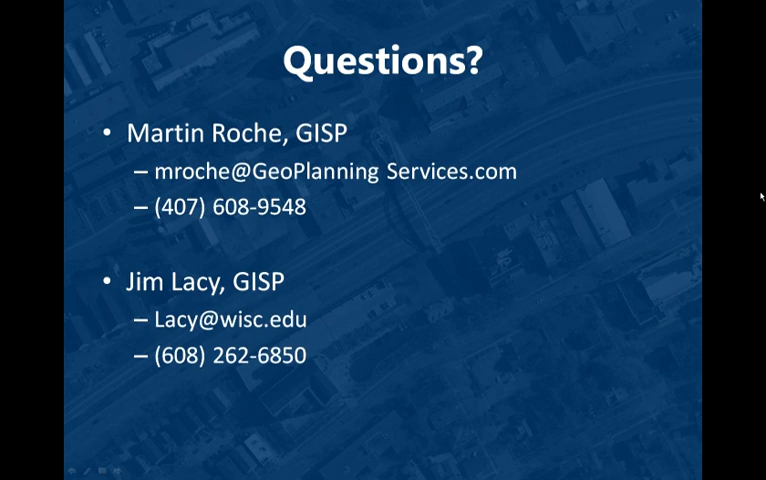 Questions?
• Martin Roche, GISP
– mroche@GeoPlanning Services.com
– (407) 608-9548
• Jim Lacy, GISP
– Lacy@wisc.edu
– (608) 262-6850